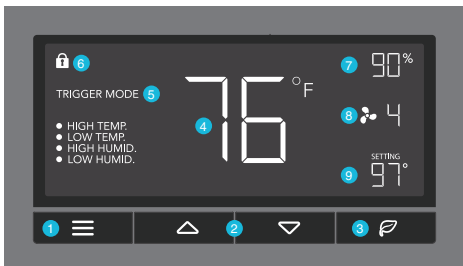 6
7 90%
TRIGGER MODE 5
4 76°F
8 4
HIGH TEMP.
LOW TEMP.
HIGH HUMID.
LOW HUMID.
SETTING
9 97°
1 2 3